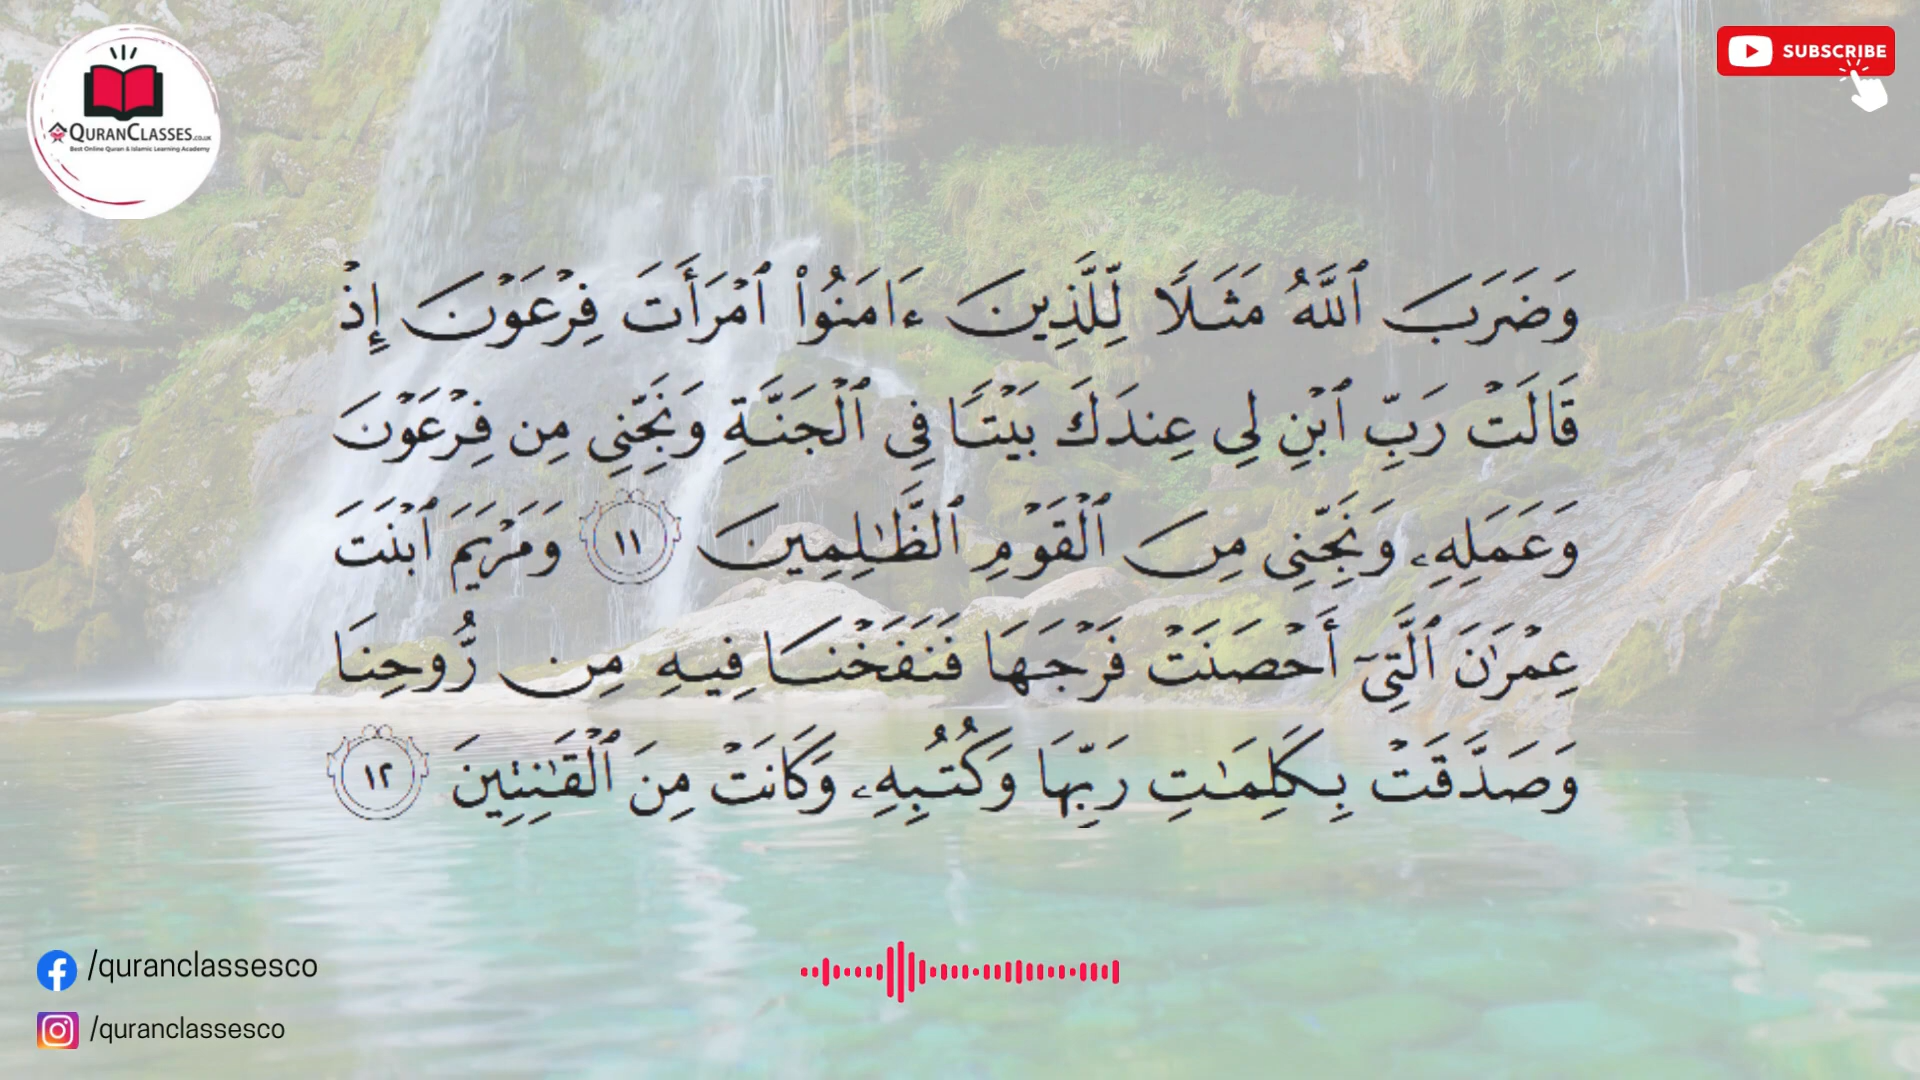 QURANCLASSES.CO.UK
Best Online Quran & Islamic Learning Academy
SUBSCRIBE
وَضَرَبَ ٱللَّهُ مَثَلًا لِّلَّذِينَ ءَامَنُوا۟ ٱمْرَأَتَ فِرْعَوْنَ إِذْ
قَالَتْ رَبِّ ٱبْنِ لِى عِندَكَ بَيْتًا فِى ٱلْجَنَّةِ وَنَجِّنِى مِن فِرْعَوْنَ
وَعَمَلِهِۦ وَنَجِّنِى مِنَ ٱلْقَوْمِ ٱلظَّـٰلِمِينَ ١١ وَمَرْيَمَ ٱبْنَتَ
عِمْرَٰنَ ٱلَّتِىٓ أَحْصَنَتْ فَرْجَهَا فَنَفَخْنَا فِيهِ مِن رُّوحِنَا
وَصَدَّقَتْ بِكَلِمَـٰتِ رَبِّهَا وَكُتُبِهِۦ وَكَانَتْ مِنَ ٱلْقَـٰنِتِينَ ١٢
/quranclassesco
/quranclassesco